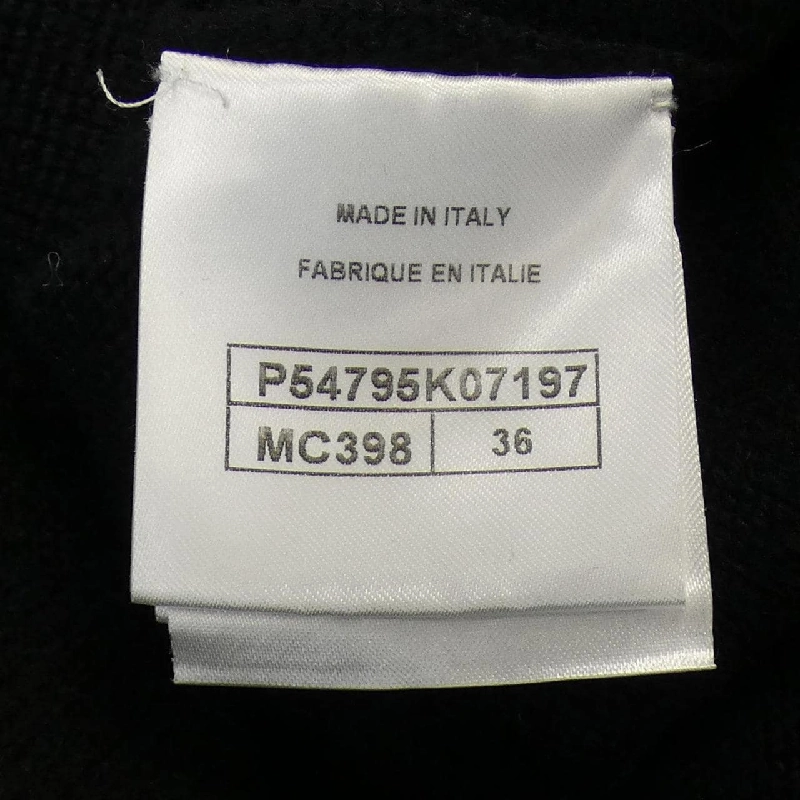 MADE IN ITALY
FABRIQUE EN ITALIE
P54795K07197
MC398 36